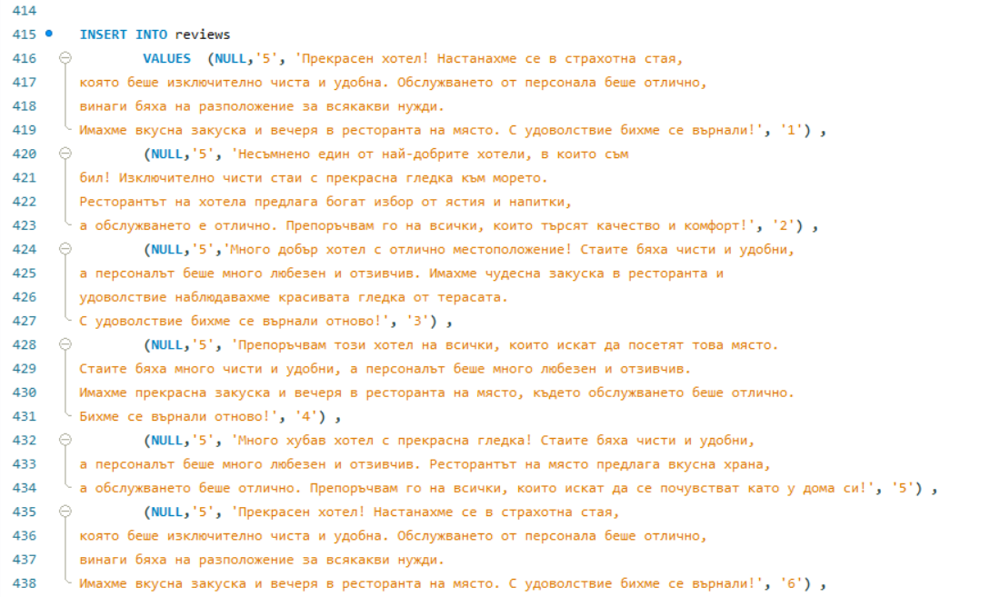 414
415 INSERT INTO reviews
416 VALUES (NULL,'5', 'Прекрасен хотел! Настанахме се в страхотна стая,
417 която беше изключително чиста и удобна. Обслужването от персонала беше отлично,
418 винаги бяха на разположение за всякакви нужди.
419 Имахме вкусна закуска и вечеря в ресторанта на място. С удоволствие бихме се върнали!', '1') ,
420 (NULL,'5', 'Несъмнено един от най-добрите хотели, в които съм
421 бил! Изключително чисти стаи с прекрасна гледка към морето.
422 Ресторантът на хотела предлага богат избор от ястия и напитки,
423 а обслужването е отлично. Препоръчвам го на всички, които търсят качество и комфорт!', '2') ,
424 (NULL,'5','Много добър хотел с отлично местоположение! Стаите бяха чисти и удобни,
425 а персоналът беше много любезен и отзивчив. Имахме чудесна закуска в ресторанта и
426 удоволствие наблюдавахме красивата гледка от терасата.
427 С удоволствие бихме се върнали отново!', '3') ,
428 (NULL,'5', 'Препоръчвам този хотел на всички, които искат да посетят това място.
429 Стаите бяха много чисти и удобни, а персоналът беше много любезен и отзивчив.
430 Имахме прекрасна закуска и вечеря в ресторанта на място, където обслужването беше отлично.
431 Бихме се върнали отново!', '4') ,
432 (NULL,'5', 'Много хубав хотел с прекрасна гледка! Стаите бяха чисти и удобни,
433 а персоналът беше много любезен и отзивчив. Ресторантът на място предлага вкусна храна,
434 а обслужването беше отлично. Препоръчвам го на всички, които искат да се почувстват като у дома си!', '5') ,
435 (NULL,'5', 'Прекрасен хотел! Настанахме се в страхотна стая,
436 която беше изключително чиста и удобна. Обслужването от персонала беше отлично,
437 винаги бяха на разположение за всякакви нужди.
438 Имахме вкусна закуска и вечеря в ресторанта на място. С удоволствие бихме се върнали!', '6') ,